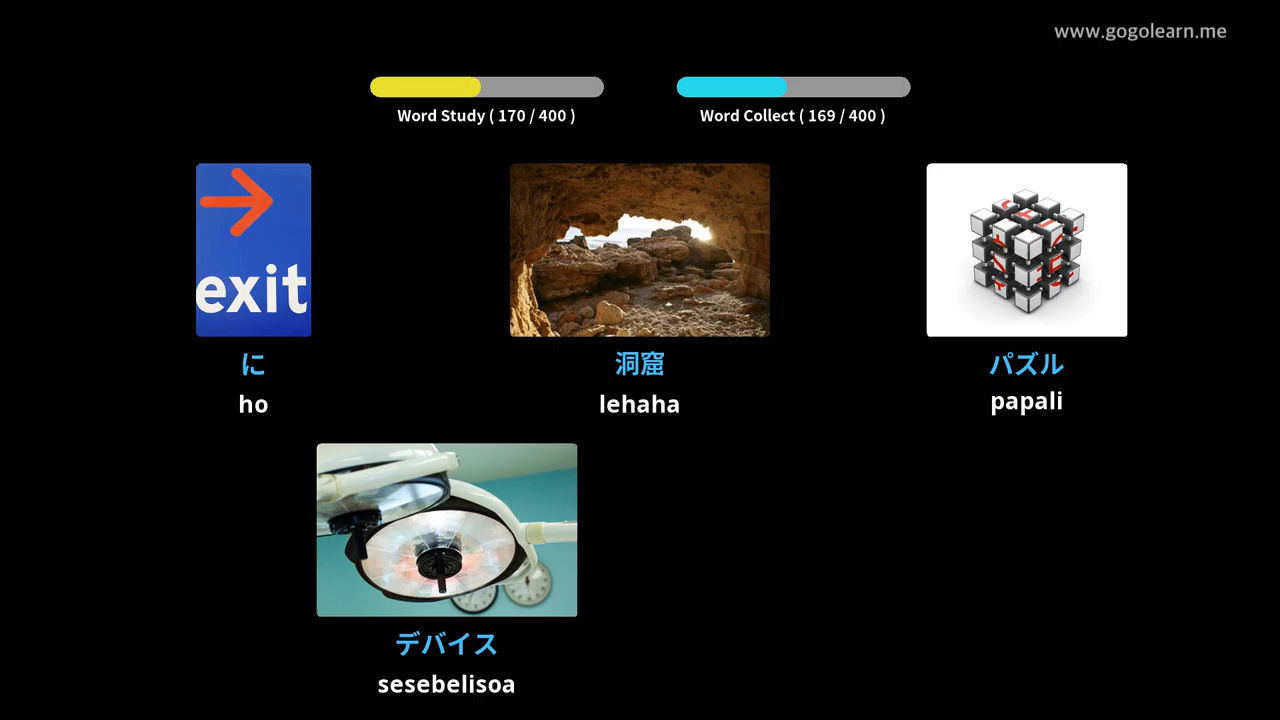 www.gogolearn.me
Word Study ( 170 / 400 )
Word Collect ( 169 / 400 )
exit
に
ho
洞窟
lehaha
パズル
papali
デバイス
sesebelisoa